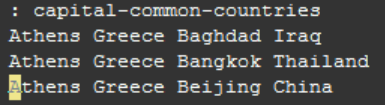 : capital-common-countries
Athens Greece Baghdad Iraq
Athens Greece Bangkok Thailand
Athens Greece Beijing China